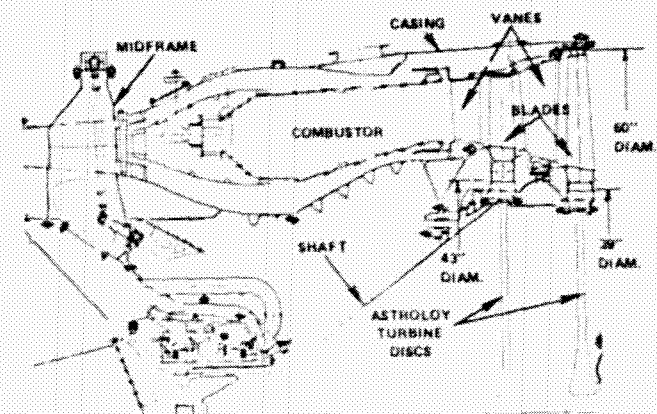 CASING
VANES
MIDFRAME
BLADES
COMBUSTOR
60"
DIAM.
SHAFT
43"
DIAM.
39"
DIAM.
ASTROLOY
TURBINE
DISCS